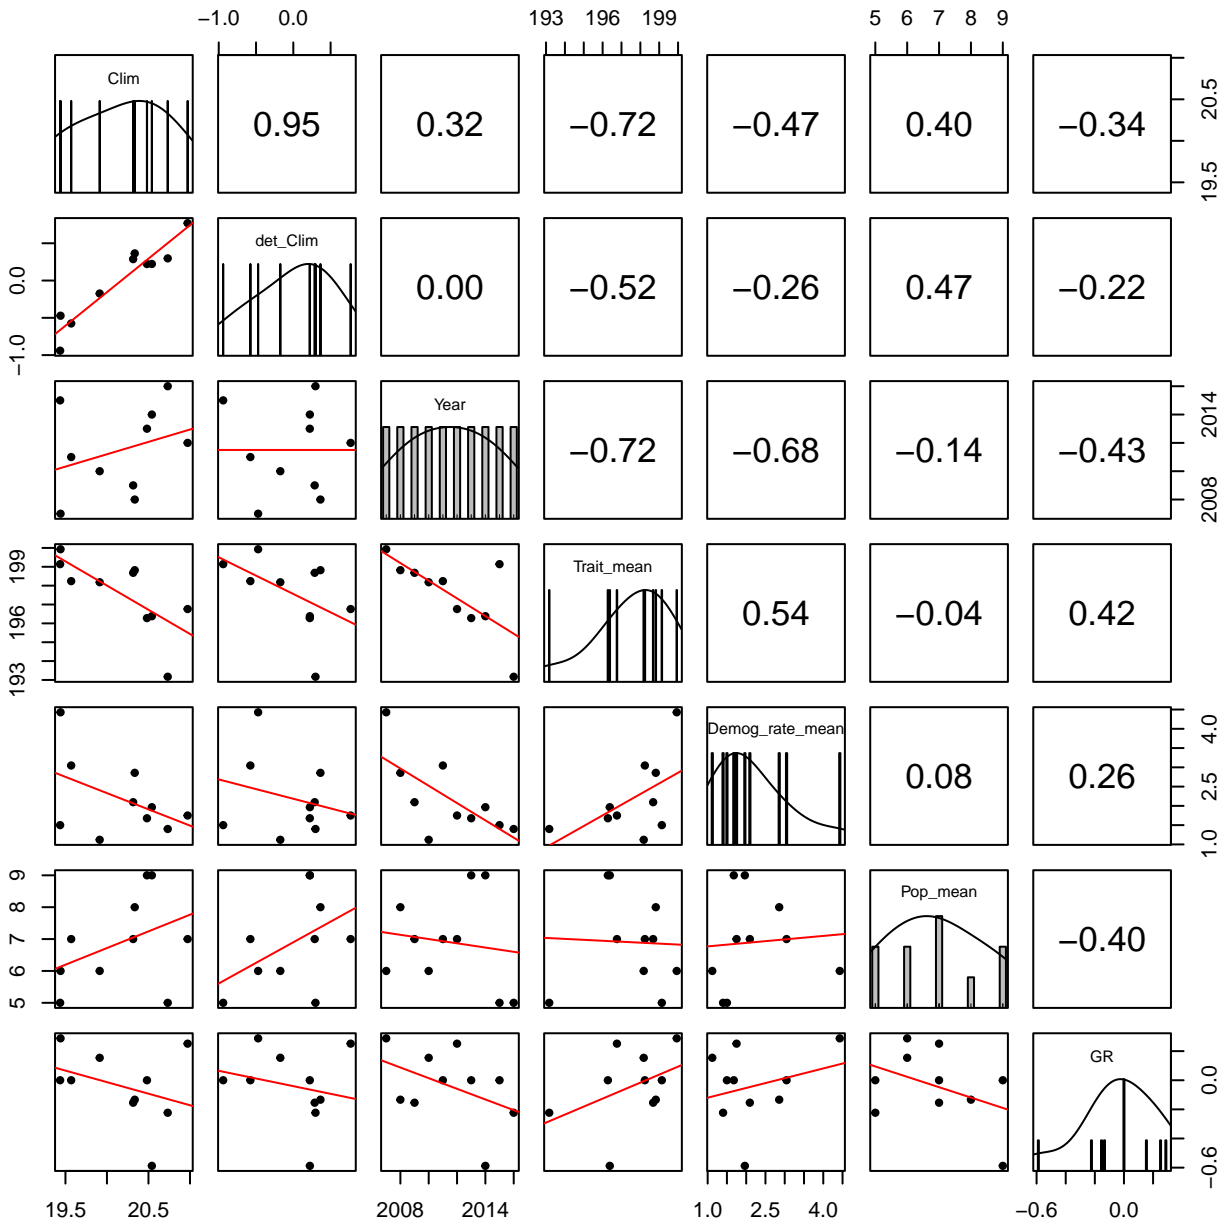 −1.0 0.0 193 196 199 5 6 7 8 9
Clim 0.95 0.32 −0.72 −0.47 0.40 −0.34 19.5 20.5
−1.0 0.0 det_Clim 0.00 −0.52 −0.26 0.47 −0.22
Year −0.72 −0.68 −0.14 −0.43 2008 2014
193 196 199 Trait_mean 0.54 −0.04 0.42
Demog_rate_mean 0.08 0.26 1.0 2.5 4.0
5 6 7 8 9 Pop_mean −0.40
GR −0.6 0.0
19.5 20.5 2008 2014 1.0 2.5 4.0 −0.6 0.0